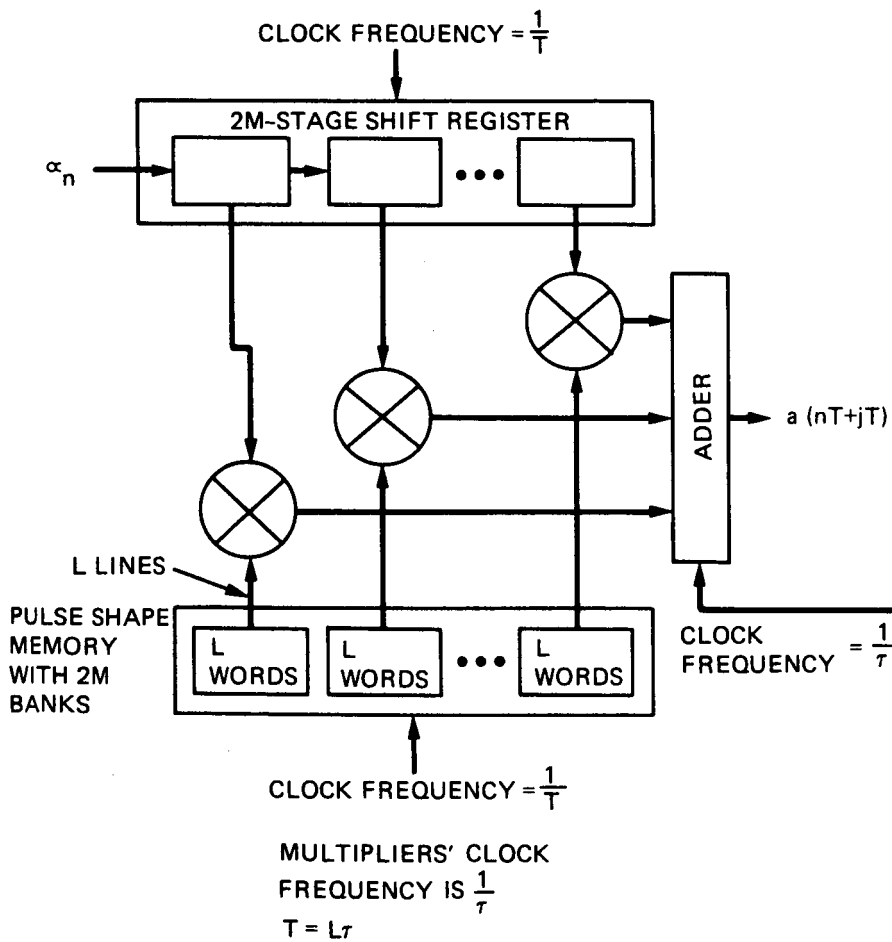 CLOCK FREQUENCY = 1/T
2M-STAGE SHIFT REGISTER
∝n
L LINES
PULSE SHAPE
MEMORY
WITH 2M
BANKS
L
WORDS
L
WORDS
L
WORDS
ADDER
a (nT+jT)
CLOCK
FREQUENCY = 1/τ
CLOCK FREQUENCY = 1/T
MULTIPLIERS' CLOCK
FREQUENCY IS 1/τ
T = Lτ